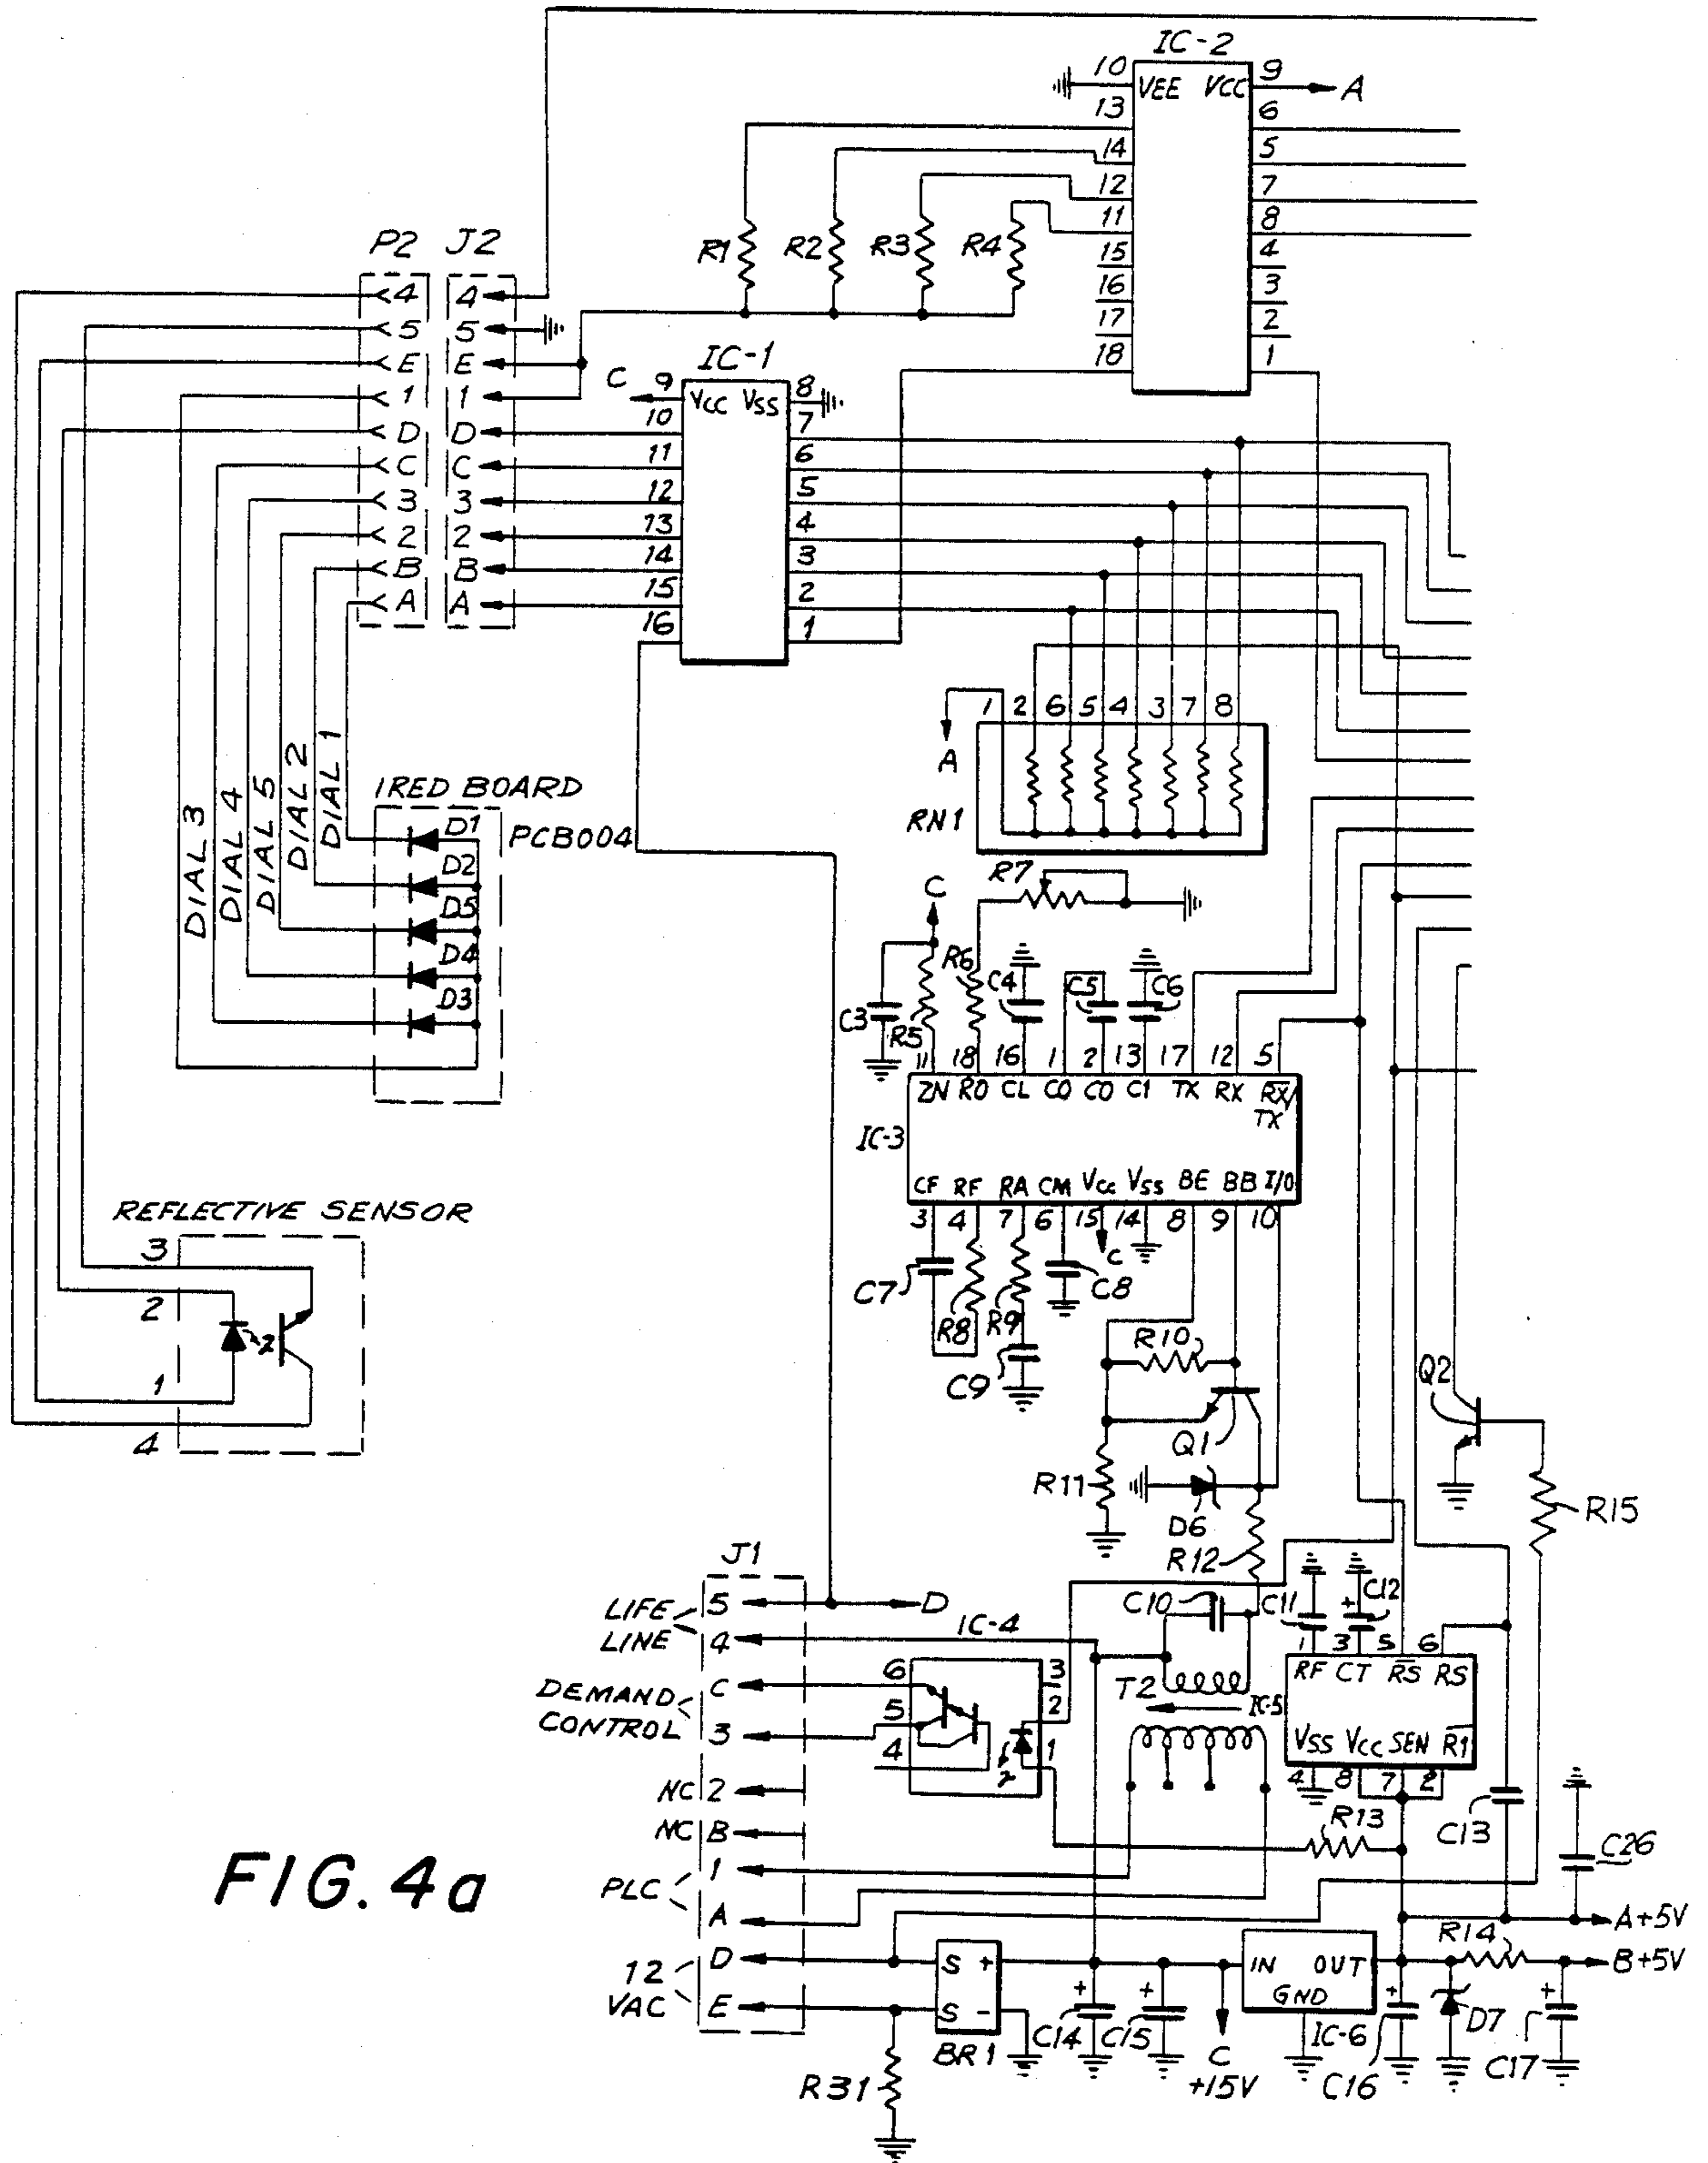 IC-2
10 VEE VCC 9 A
13 6
14 5
12 7
11 8
15 4
16 3
17 2
18 1
R1 R2 R3 R4
P2 J2
4 4
5 5
E E
1 1
D D
C C
3 3
2 2
B B
A A
IC-1
C 9 VCC VSS 8
10 7
11 6
12 5
13 4
14 3
15 2
16 1
1 2 6 5 4 3 7 8
A
RN1
DIAL 3
DIAL 4
DIAL 5
DIAL 2
DIAL 1
IRED BOARD
PCB004
D1
D2
D5
D4
D3
R7
C
R6 C4 C5 C6
C3 R5
11 18 16 1 2 13 17 12 5
ZN RO CL CO CO C1 TX RX RX/
TX
IC-3
CF RF RA CM VCC VSS BE BB I/O
3 4 7 6 15 14 8 9 10
C
C7 R8 R9 C8
C9
R10
Q1
R11
D6
R12
Q2
R15
REFLECTIVE SENSOR
3
2
1
4
J1
LIFE LINE
5 D
4
DEMAND CONTROL
C
3
NC 2
NC B
PLC
1
A
12 VAC
D
E
IC-4
6 3
5 2
4 1
C10
T2
C11 C12
+
1 3 5 6
RF CT RS RS
IC-5
VSS VCC SEN R1
4 8 7 2
R13
C13
C26
A+5V
R14
B+5V
S +
S -
BR1
R31
+ C14
+ C15
C
+15V
IN OUT
GND
IC-6
+ C16
D7
+ C17
FIG. 4a